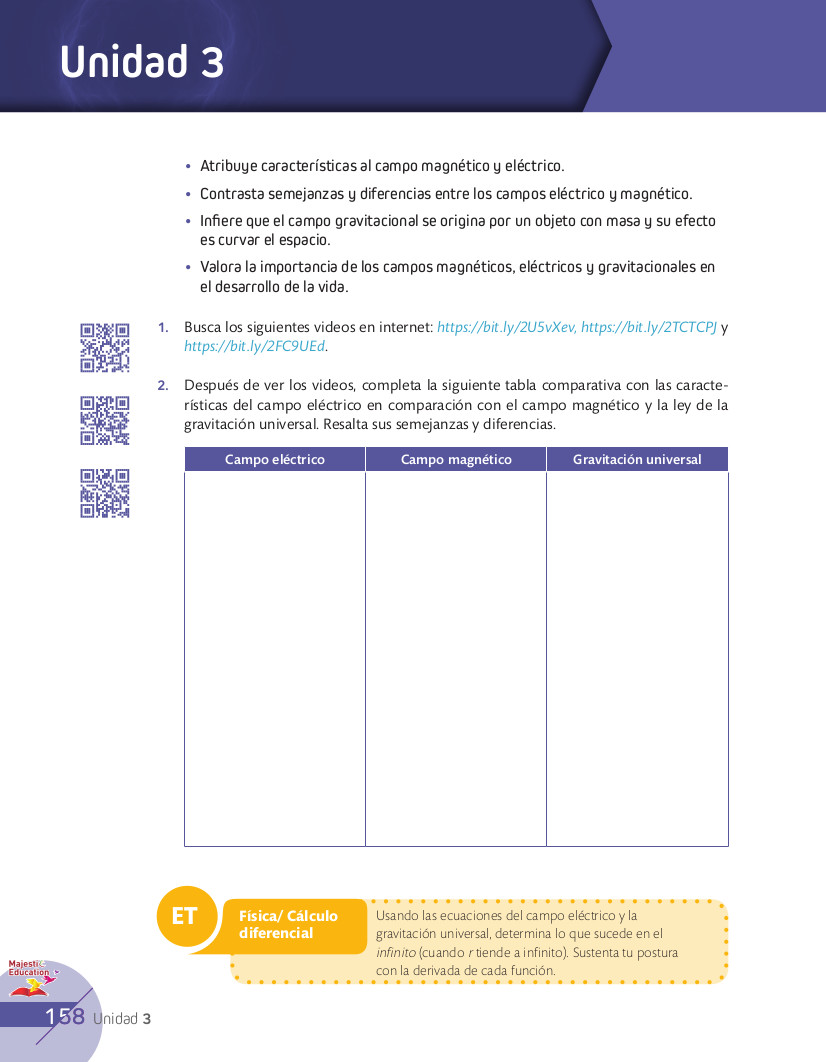 Unidad 3
• Atribuye características al campo magnético y eléctrico.
• Contrasta semejanzas y diferencias entre los campos eléctrico y magnético.
• Infiere que el campo gravitacional se origina por un objeto con masa y su efecto
es curvar el espacio.
• Valora la importancia de los campos magnéticos, eléctricos y gravitacionales en
el desarrollo de la vida.
1. Busca los siguientes videos en internet: https://bit.ly/2U5vXev, https://bit.ly/2TCTCPJ y
https://bit.ly/2FC9UEd.
2. Después de ver los videos, completa la siguiente tabla comparativa con las caracte-
rísticas del campo eléctrico en comparación con el campo magnético y la ley de la
gravitación universal. Resalta sus semejanzas y diferencias.
Campo eléctrico Campo magnético Gravitación universal
ET
Física/ Cálculo
diferencial
Usando las ecuaciones del campo eléctrico y la
gravitación universal, determina lo que sucede en el
infinito (cuando r tiende a infinito). Sustenta tu postura
con la derivada de cada función.
Majestic
Education
158 Unidad 3